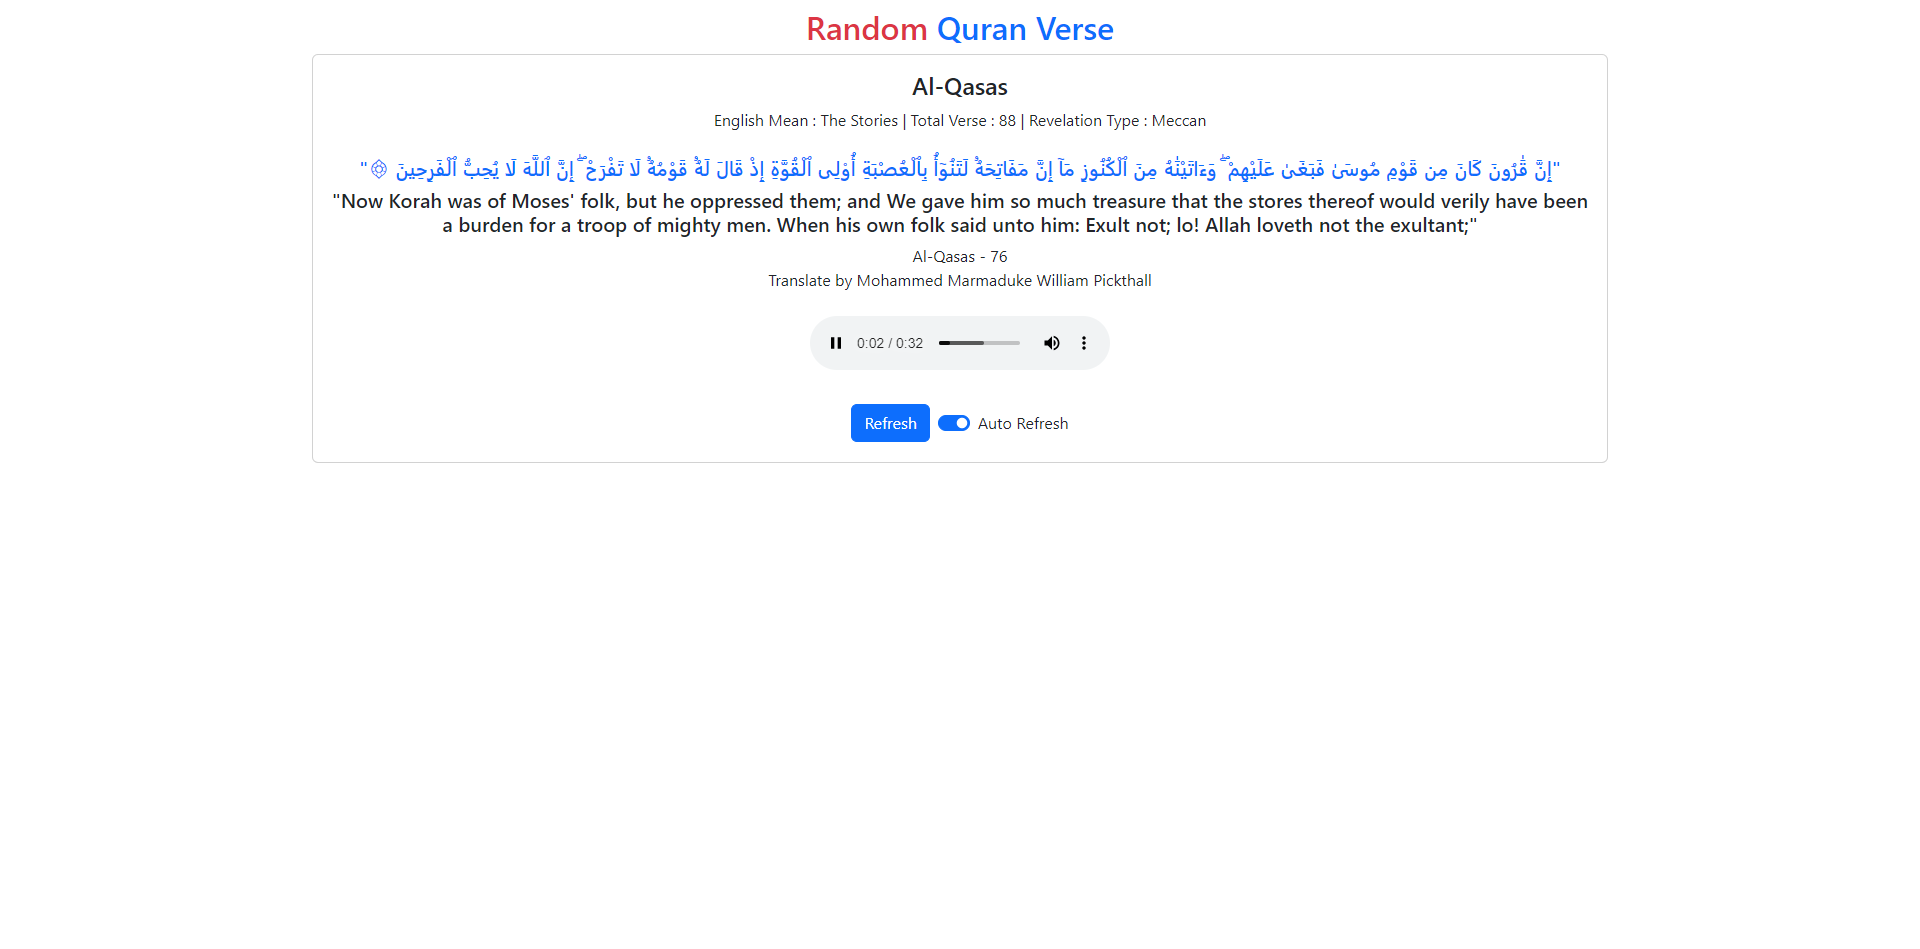 Random Quran Verse
Al-Qasas
English Mean : The Stories | Total Verse : 88 | Revelation Type : Meccan
"إِنَّ قَٰرُونَ كَانَ مِن قَوْمِ مُوسَىٰ فَبَغَىٰ عَلَيْهِمْ ۖ وَءَاتَيْنَٰهُ مِنَ ٱلْكُنُوزِ مَآ إِنَّ مَفَاتِحَهُۥ لَتَنُوٓأُ بِٱلْعُصْبَةِ أُو۟لِى ٱلْقُوَّةِ إِذْ قَالَ لَهُۥ قَوْمُهُۥ لَا تَفْرَحْ ۖ إِنَّ ٱللَّهَ لَا يُحِبُّ ٱلْفَرِحِينَ ۞"
"Now Korah was of Moses' folk, but he oppressed them; and We gave him so much treasure that the stores thereof would verily have been
a burden for a troop of mighty men. When his own folk said unto him: Exult not; lo! Allah loveth not the exultant;"
Al-Qasas - 76
Translate by Mohammed Marmaduke William Pickthall
0:02 / 0:32
Refresh Auto Refresh